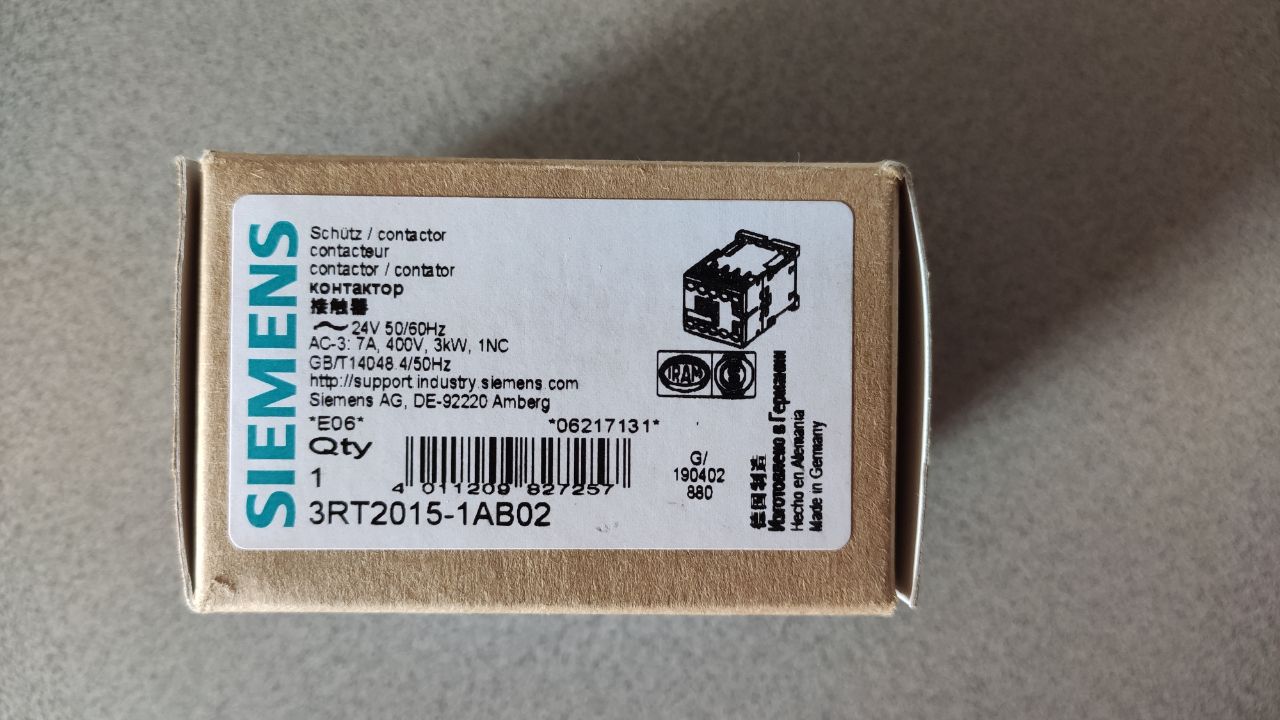 SIEMENS
Schütz / contactor
contacteur
contactor / contator
контактор
接触器
～ 24V 50/60Hz
AC-3: 7A, 400V, 3kW, 1NC
GB/T14048.4/50Hz
http://support.industry.siemens.com
Siemens AG, DE-92220 Amberg
*E06* *06217131*
Qty
1
4 011209 827257
3RT2015-1AB02
IRAM
G/
190402
880
德国制造
Изготовлено в Германии
Hecho en Alemania
Made in Germany